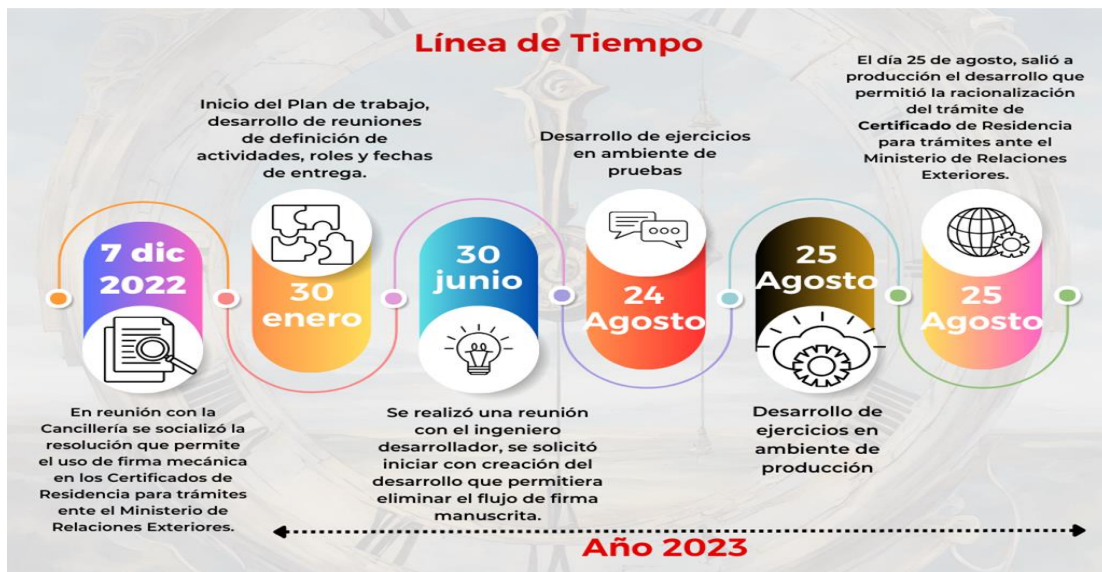 Línea de Tiempo
7 dic
2022
En reunión con la
Cancillería se socializó la
resolución que permite
el uso de firma mecánica
en los Certificados de
Residencia para trámites
ente el Ministerio de
Relaciones Exteriores.
Inicio del Plan de trabajo,
desarrollo de reuniones
de definición de
actividades, roles y fechas
de entrega.
30
enero
30
junio
Se realizó una reunión
con el ingeniero
desarrollador, se solicitó
iniciar con creación del
desarrollo que permitiera
eliminar el flujo de firma
manuscrita.
Desarrollo de ejercicios
en ambiente de
pruebas
24
Agosto
25
Agosto
Desarrollo de
ejercicios en
ambiente de
producción
El día 25 de agosto, salió a
producción el desarrollo que
permitió la racionalización
del trámite de
Certificado de Residencia
para trámites ante el
Ministerio de Relaciones
Exteriores.
25
Agosto
Año 2023